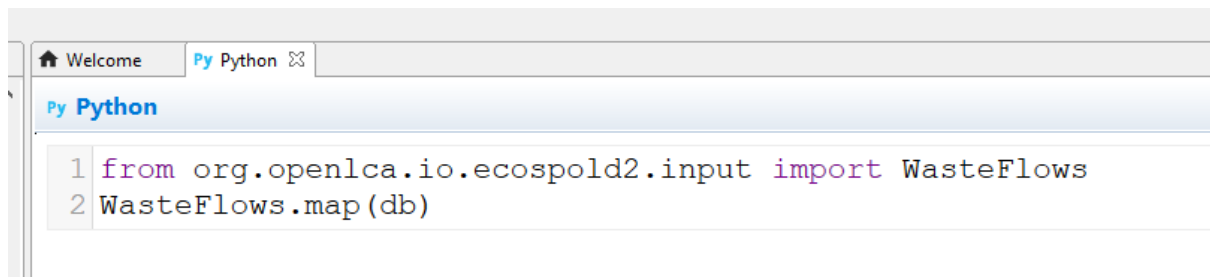 Welcome
Py Python
Py Python
1 from org.openlca.io.ecospold2.input import WasteFlows
2 WasteFlows.map(db)